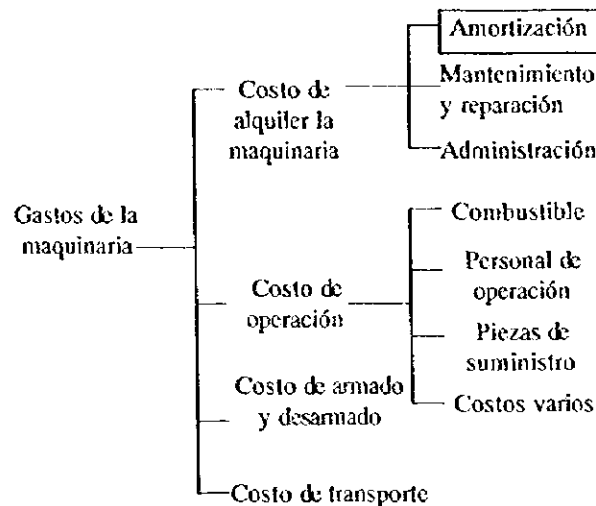 Amortización
Mantenimiento
y reparación
Administración
Costo de
alquiler la
maquinaria
Gastos de la
maquinaria
Combustible
Personal de
operación
Costo de
operación
Piezas de
suministro
Costos varios
Costo de armado
y desarmado
Costo de transporte